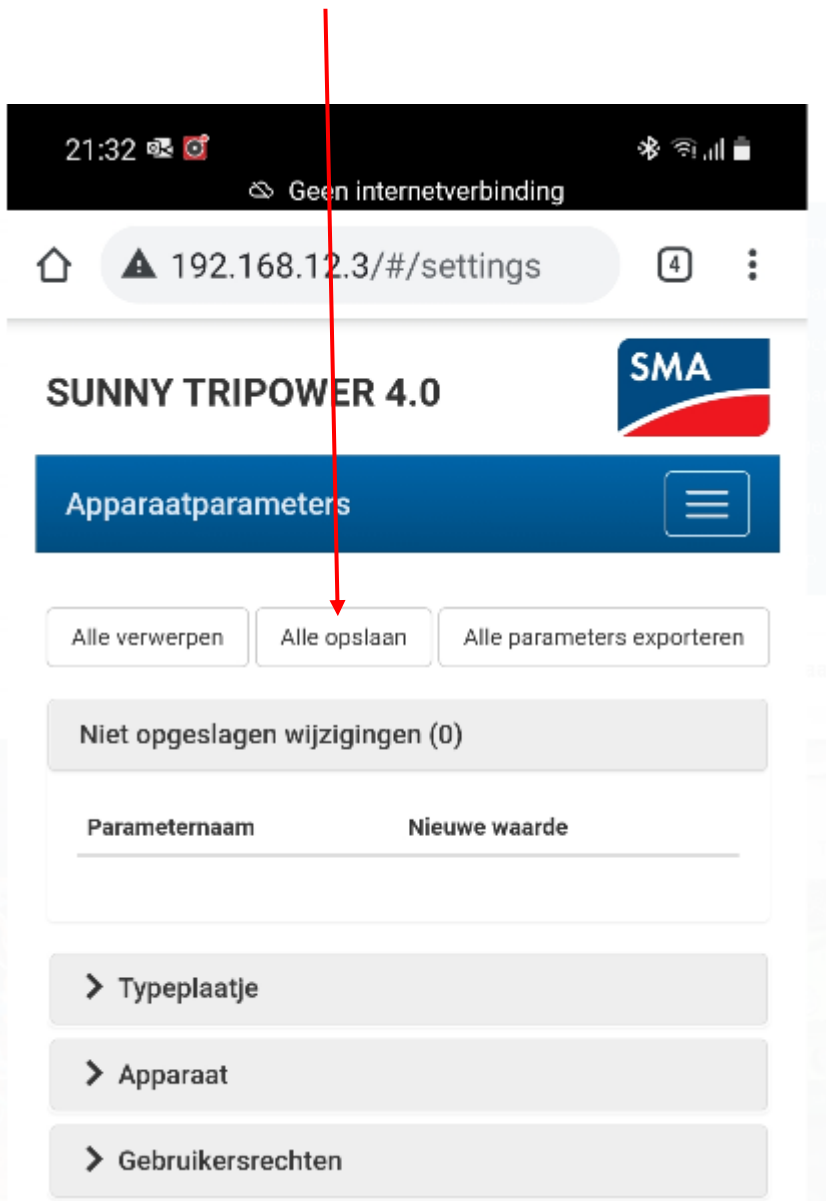 21:32
Geen internetverbinding
192.168.12.3/#/settings
4
SUNNY TRIPOWER 4.0
SMA
Apparaatparameters
Alle verwerpen
Alle opslaan
Alle parameters exporteren
Niet opgeslagen wijzigingen (0)
Parameternaam
Nieuwe waarde
Typeplaatje
Apparaat
Gebruikersrechten